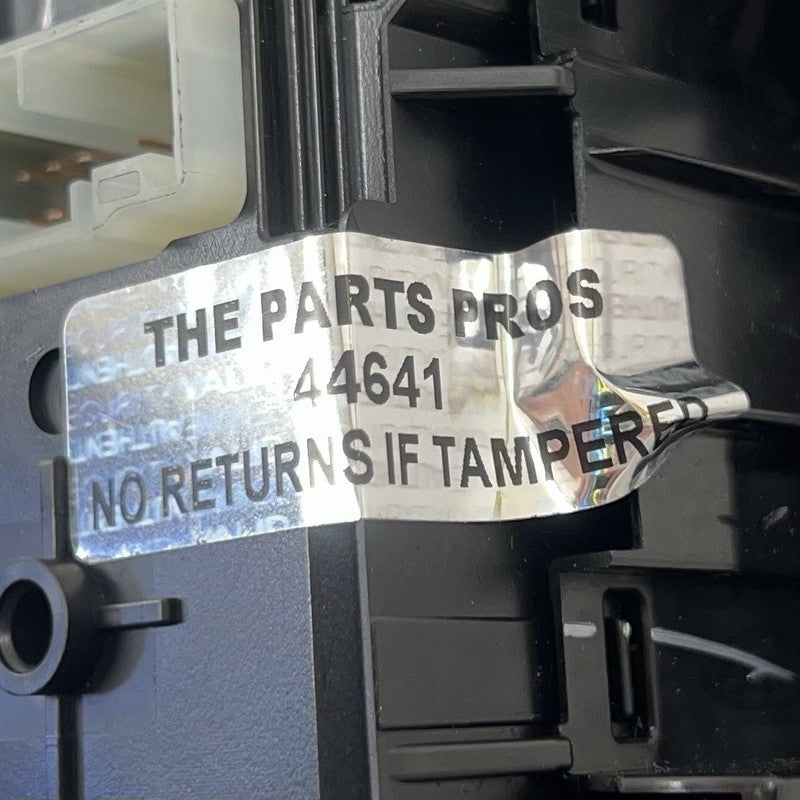 THE PARTS PROS
44641
NO RETURNS IF TAMPERED